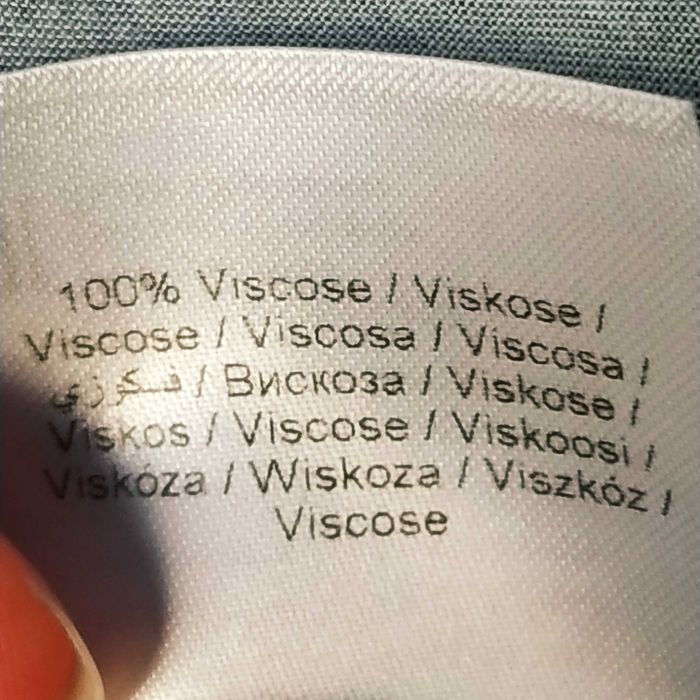 100% Viscose / Viskose /
Viscose / Viscosa / Viscosa /
فسكوزي / Вискоза / Viskose /
Viskos / Viscose / Viskoosi /
Viskóza / Wiskoza / Viszkóz /
Viscose